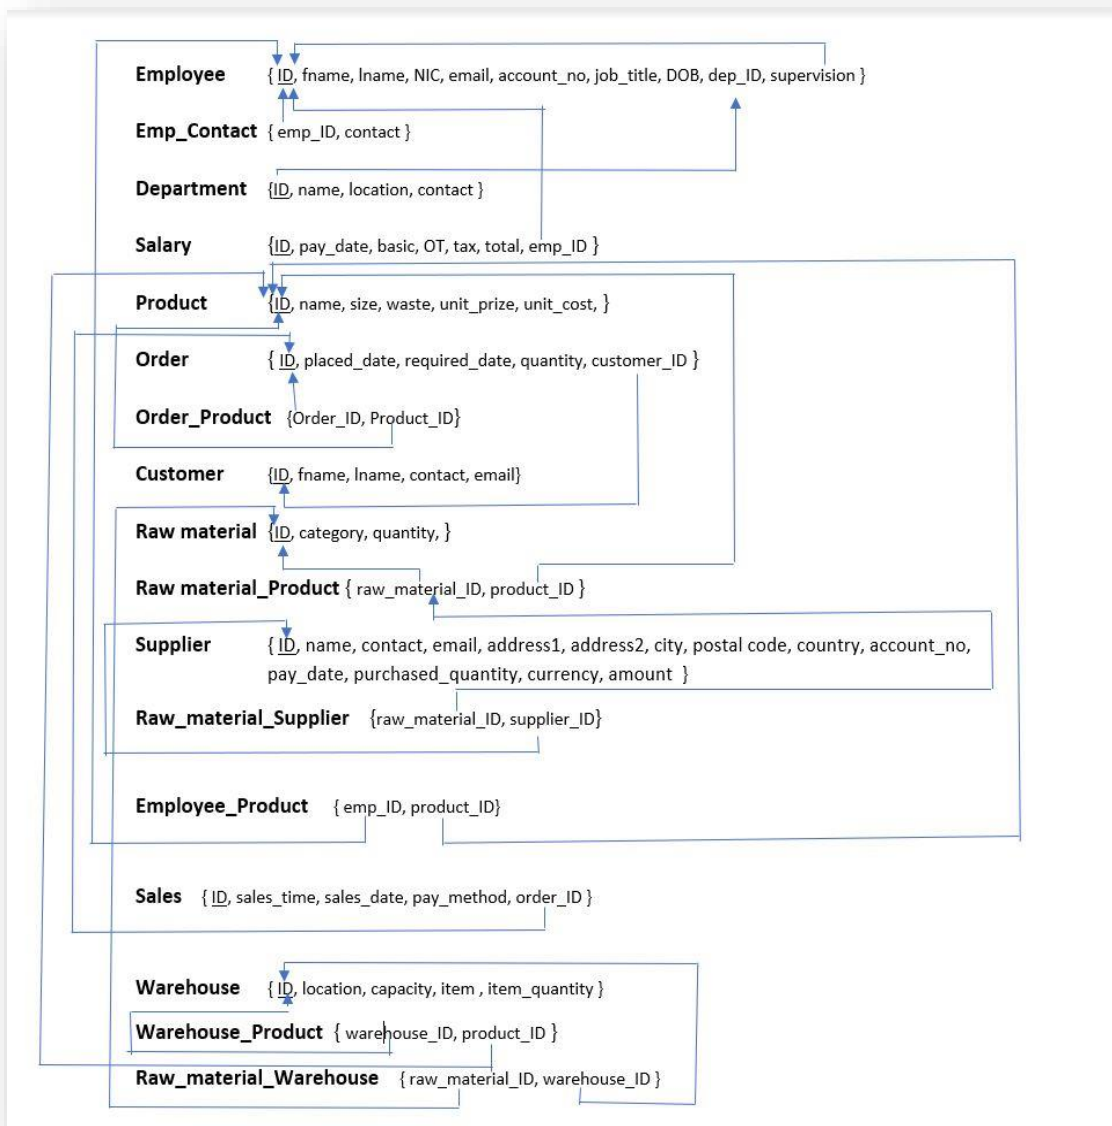 Employee { ID, fname, lname, NIC, email, account_no, job_title, DOB, dep_ID, supervision }
Emp_Contact { emp_ID, contact }
Department {ID, name, location, contact }
Salary {ID, pay_date, basic, OT, tax, total, emp_ID }
Product {ID, name, size, waste, unit_prize, unit_cost, }
Order { ID, placed_date, required_date, quantity, customer_ID }
Order_Product {Order_ID, Product_ID}
Customer {ID, fname, lname, contact, email}
Raw material {ID, category, quantity, }
Raw material_Product { raw_material_ID, product_ID }
Supplier { ID, name, contact, email, address1, address2, city, postal code, country, account_no,
pay_date, purchased_quantity, currency, amount }
Raw_material_Supplier {raw_material_ID, supplier_ID}
Employee_Product { emp_ID, product_ID}
Sales { ID, sales_time, sales_date, pay_method, order_ID }
Warehouse { ID, location, capacity, item , item_quantity }
Warehouse_Product { warehouse_ID, product_ID }
Raw_material_Warehouse { raw_material_ID, warehouse_ID }